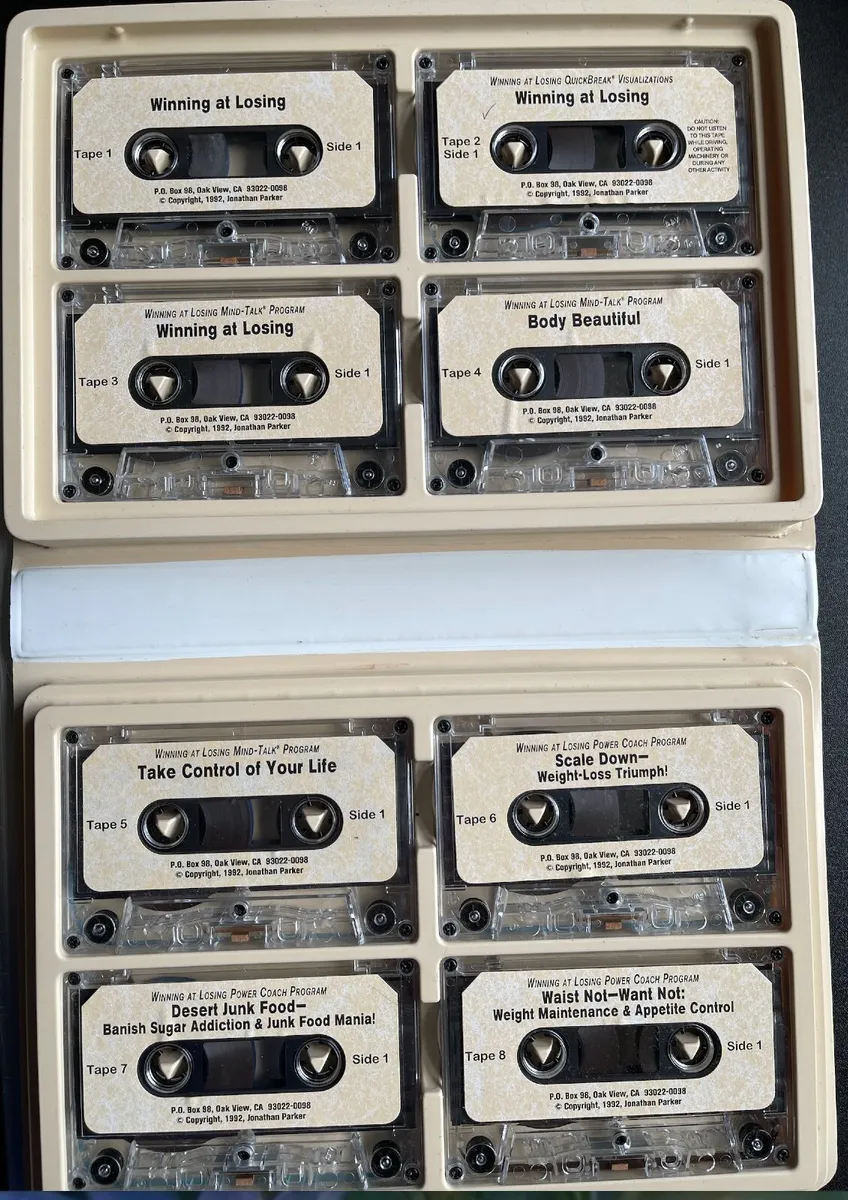 Winning at Losing
Tape 1
Side 1
P.O. Box 98, Oak View, CA 93022-0098
© Copyright, 1992, Jonathan Parker
WINNING AT LOSING QUICKBREAK® VISUALIZATIONS
Winning at Losing
Tape 2
Side 1
CAUTION:
DO NOT LISTEN
TO THIS TAPE
WHILE DRIVING,
OPERATING
MACHINERY OR
DURING ANY
OTHER ACTIVITY
P.O. Box 98, Oak View, CA 93022-0098
© Copyright, 1992, Jonathan Parker
WINNING AT LOSING MIND-TALK® PROGRAM
Winning at Losing
Tape 3
Side 1
P.O. Box 98, Oak View, CA 93022-0098
© Copyright, 1992, Jonathan Parker
WINNING AT LOSING MIND-TALK® PROGRAM
Body Beautiful
Tape 4
Side 1
P.O. Box 98, Oak View, CA 93022-0098
© Copyright, 1992, Jonathan Parker
WINNING AT LOSING MIND-TALK® PROGRAM
Take Control of Your Life
Tape 5
Side 1
P.O. Box 98, Oak View, CA 93022-0098
© Copyright, 1992, Jonathan Parker
WINNING AT LOSING POWER COACH PROGRAM
Scale Down—
Weight-Loss Triumph!
Tape 6
Side 1
P.O. Box 98, Oak View, CA 93022-0098
© Copyright, 1992, Jonathan Parker
WINNING AT LOSING POWER COACH PROGRAM
Desert Junk Food—
Banish Sugar Addiction & Junk Food Mania!
Tape 7
Side 1
P.O. Box 98, Oak View, CA 93022-0098
© Copyright, 1992, Jonathan Parker
WINNING AT LOSING POWER COACH PROGRAM
Waist Not—Want Not:
Weight Maintenance & Appetite Control
Tape 8
Side 1
P.O. Box 98, Oak View, CA 93022-0098
© Copyright, 1992, Jonathan Parker